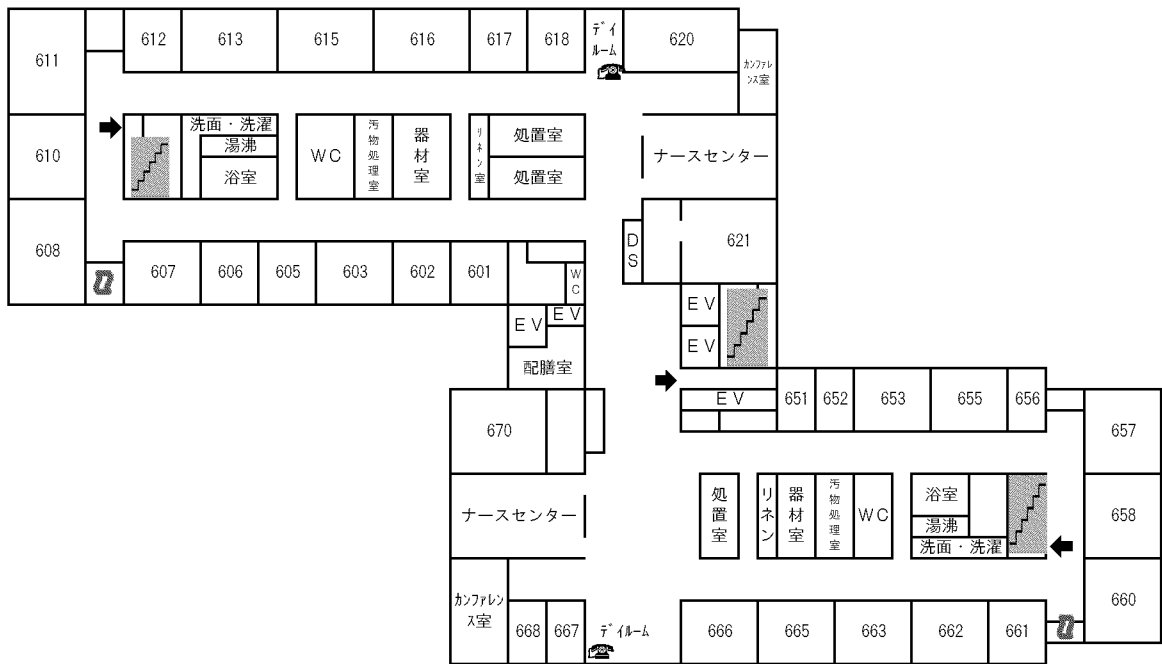 611
612
613
615
616
617
618
ﾃﾞｲ
ﾙｰﾑ
620
ｶﾝﾌｧﾚ
ﾝｽ室
610
洗面・洗濯
湯沸
浴室
ＷＣ
汚物処理室
器材室
リネン室
処置室
処置室
ナースセンター
608
607
606
605
603
602
601
ＷＣ
ＤＳ
621
ＥＶ
ＥＶ
ＥＶ
ＥＶ
配膳室
670
ＥＶ
651
652
653
655
656
657
ナースセンター
処置室
リネン
器材室
汚物処理室
ＷＣ
浴室
湯沸
洗面・洗濯
658
ｶﾝﾌｧﾚﾝ
ｽ室
668
667
ﾃﾞｲﾙｰﾑ
666
665
663
662
661
660